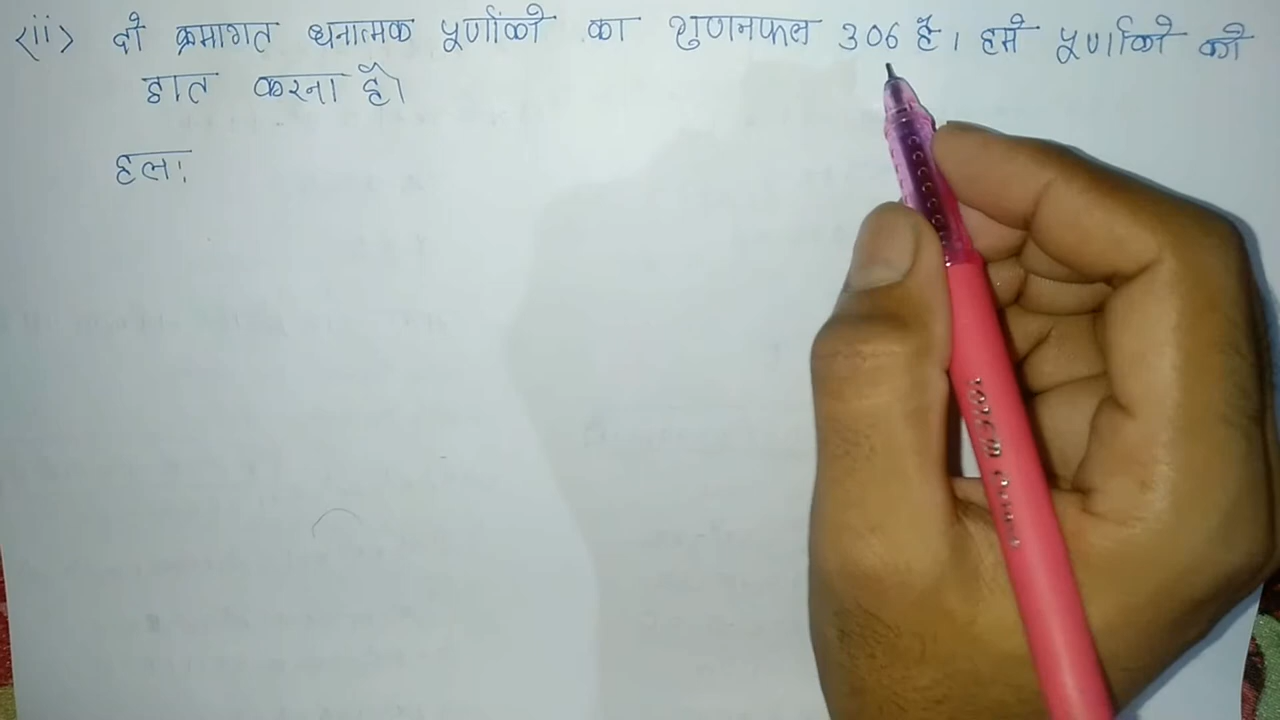 <ii> दो क्रमागत धनात्मक पूर्णांको का गुणनफल 306 है। हमे पूर्णांको को
ज्ञात करना है।
हल: